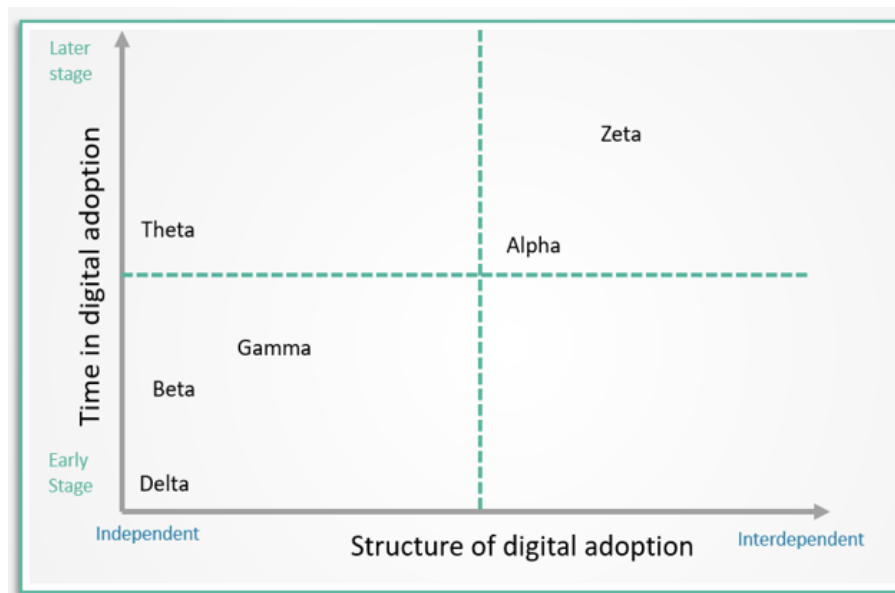 Later
stage
Zeta
Theta
Alpha
Time in digital adoption
Gamma
Beta
Early
Stage
Delta
Independent
Structure of digital adoption
Interdependent